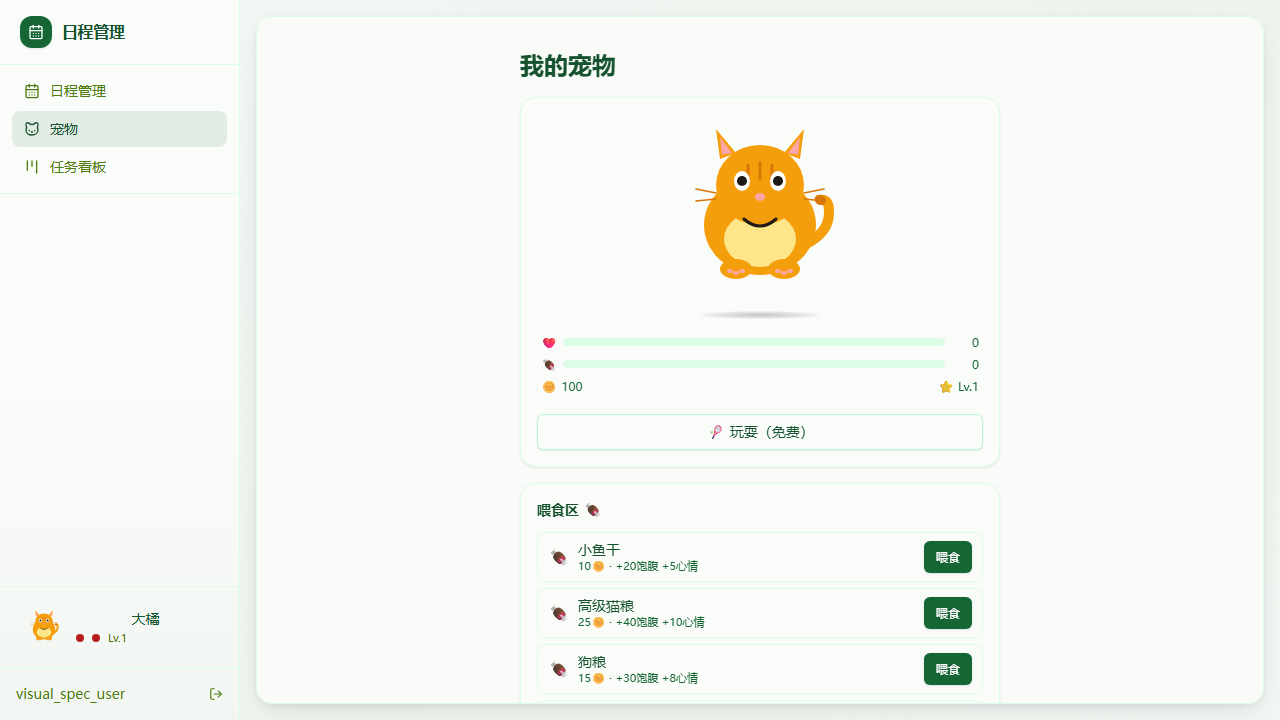 日程管理
日程管理
宠物
任务看板
大橘
Lv.1
visual_spec_user
我的宠物
0
0
100
Lv.1
玩耍（免费）
喂食区
小鱼干
10 · +20饱腹 +5心情
喂食
高级猫粮
25 · +40饱腹 +10心情
喂食
狗粮
15 · +30饱腹 +8心情
喂食